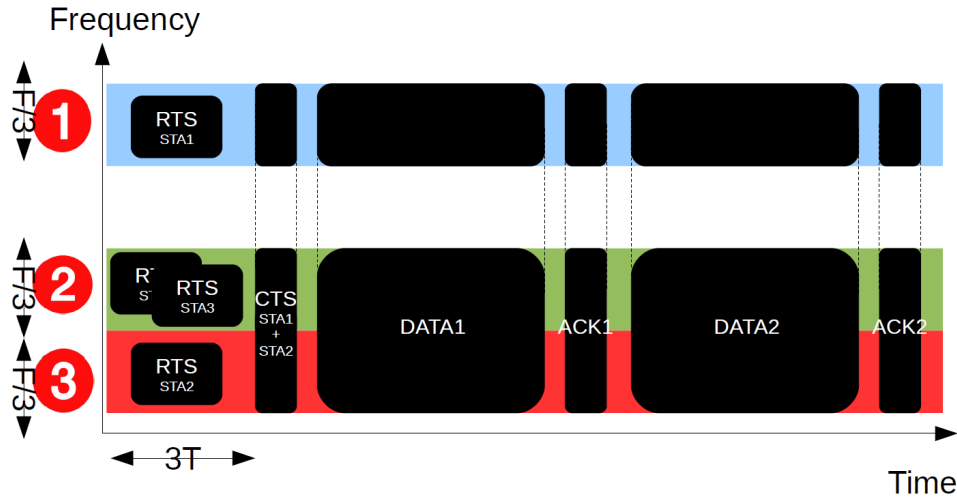 Frequency
F/3
1
RTS
STA1
F/3
2
RTS
STA3
CTS
STA1
+
STA2
DATA1
ACK1
DATA2
ACK2
F/3
3
RTS
STA2
3T
Time